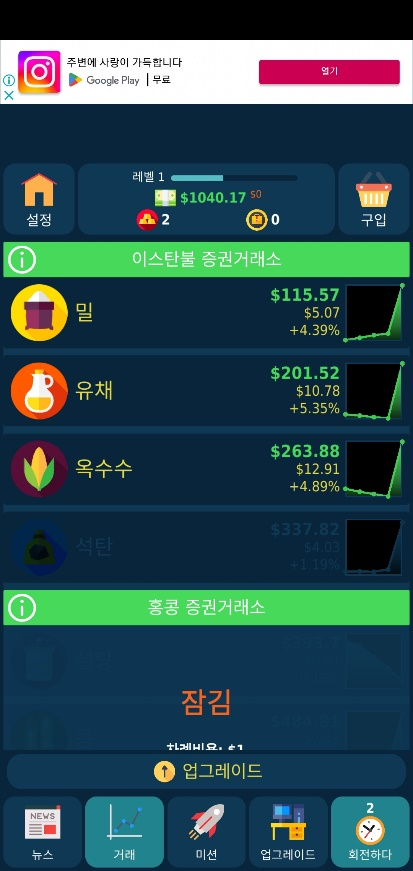 주변에 사랑이 가득합니다
Google Play | 무료
열기
레벨 1
$1040.17 $0
2 0
설정
구입
이스탄불 증권거래소
밀
$115.57
$5.07
+4.39%
유채
$201.52
$10.78
+5.35%
옥수수
$263.88
$12.91
+4.89%
석탄
$337.82
$4.03
+1.19%
홍콩 증권거래소
잠김
업그레이드
NEWS
뉴스
거래
미션
업그레이드
2
회전하다